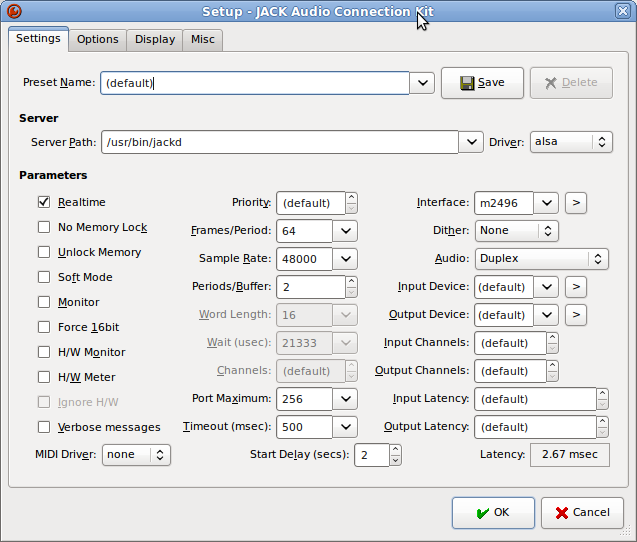 Setup - JACK Audio Connection Kit
Settings Options Display Misc
Preset Name: (default) Save Delete
Server
Server Path: /usr/bin/jackd Driver: alsa
Parameters
Realtime Priority: (default) Interface: m2496 >
No Memory Lock Frames/Period: 64 Dither: None
Unlock Memory Sample Rate: 48000 Audio: Duplex
Soft Mode Periods/Buffer: 2 Input Device: (default) >
Monitor Word Length: 16 Output Device: (default) >
Force 16bit Wait (usec): 21333 Input Channels: (default)
H/W Monitor Channels: (default) Output Channels: (default)
H/W Meter Port Maximum: 256 Input Latency: (default)
Ignore H/W Timeout (msec): 500 Output Latency: (default)
Verbose messages
MIDI Driver: none Start Delay (secs): 2 Latency: 2.67 msec
OK Cancel